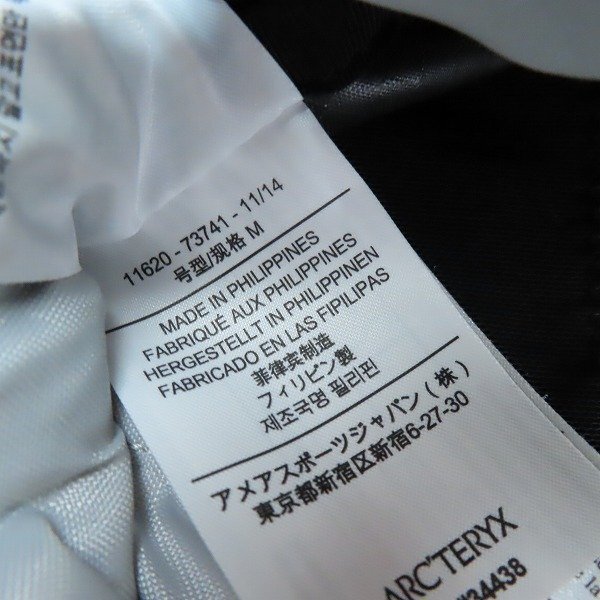 11620 - 73741 - 11/14
号型/规格 M
MADE IN PHILIPPINES
FABRIQUÉ AUX PHILIPPINES
HERGESTELLT IN PHILIPPINEN
FABRICADO EN LAS FIPILIPAS
菲律宾制造
フィリピン製
제조국명 필리핀
アメアスポーツジャパン(株)
東京都新宿区新宿6-27-30
ARC'TERYX
34438